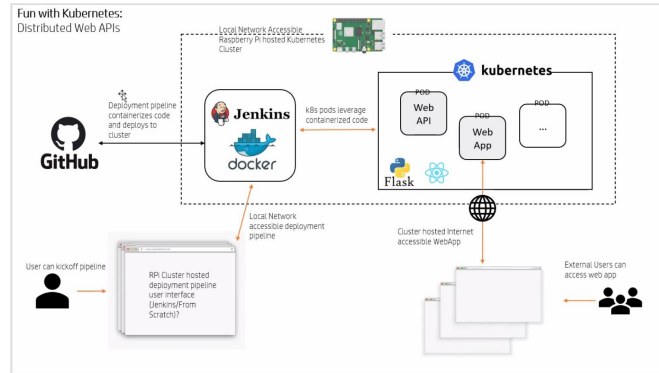 Fun with Kubernetes:
Distributed Web APIs
Local Network Accessible
Raspberry Pi hosted Kubernetes
Cluster
kubernetes
Deployment pipeline
containerizes code
and deploys to
cluster
GitHub
Jenkins
docker
k8s pods leverage
containerized code
POD
Web
API
POD
Web
App
POD
...
Flask
Local Network
accessible deployment
pipeline
Cluster hosted Internet
accessible WebApp
User can kickoff pipeline
RPi Cluster hosted
deployment pipeline
user interface
(Jenkins/From
Scratch)?
External Users can
access web app